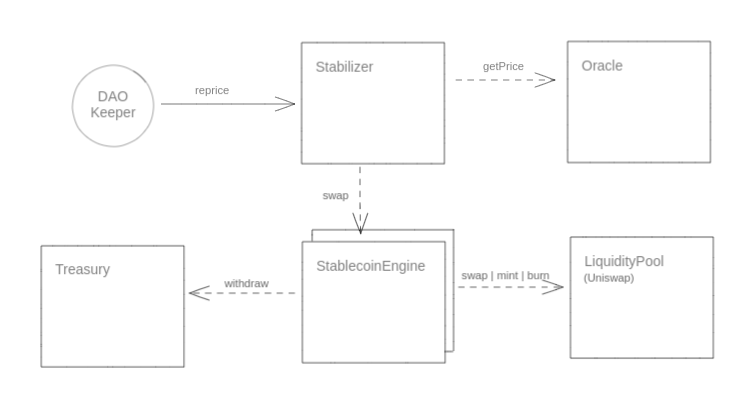 DAO
Keeper
reprice
Stabilizer
getPrice
Oracle
swap
Treasury
withdraw
StablecoinEngine
swap | mint | burn
LiquidityPool
(Uniswap)